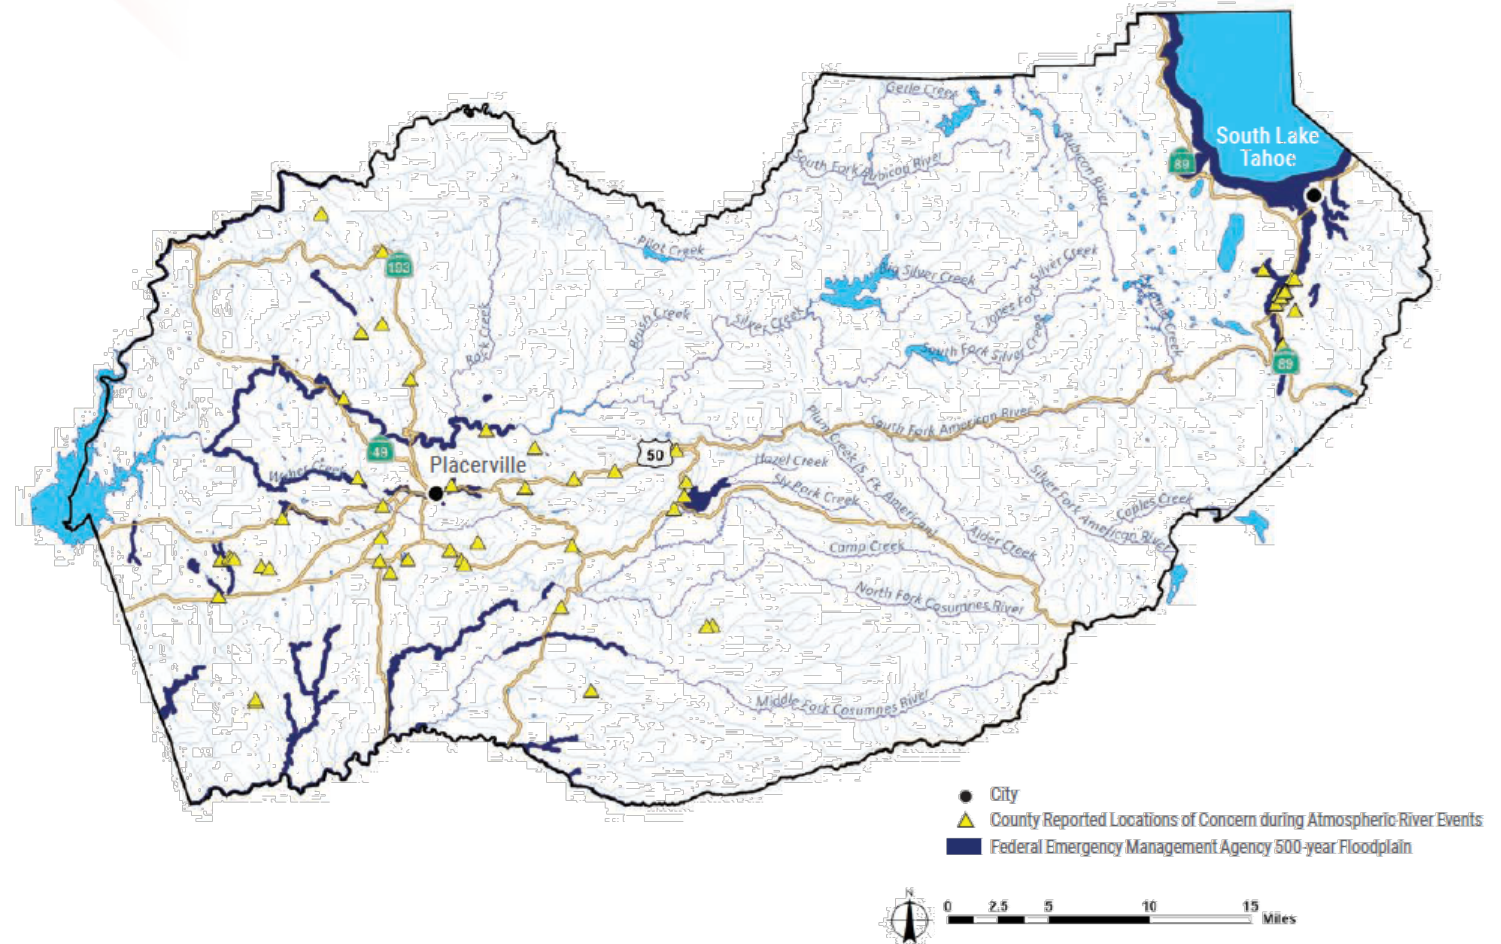 Gerle Creek
South Fork Rubicon River
Rubicon River
South Lake
Tahoe
89
Pilot Creek
193
Big Silver Creek
Jones Fork Silver Creek
Rock Creek
Brush Creek
Silver Creek
South Fork Silver Creek
89
49
Placerville
50
South Fork American River
Weber Creek
Hazel Creek
Sly Park Creek
Plum Creek (S. Fk. American)
Silver Fork American River
Caples Creek
Alder Creek
Camp Creek
North Fork Cosumnes River
Middle Fork Cosumnes River
City
County Reported Locations of Concern during Atmospheric River Events
Federal Emergency Management Agency 500-year Floodplain
N
0 2.5 5 10 15
Miles